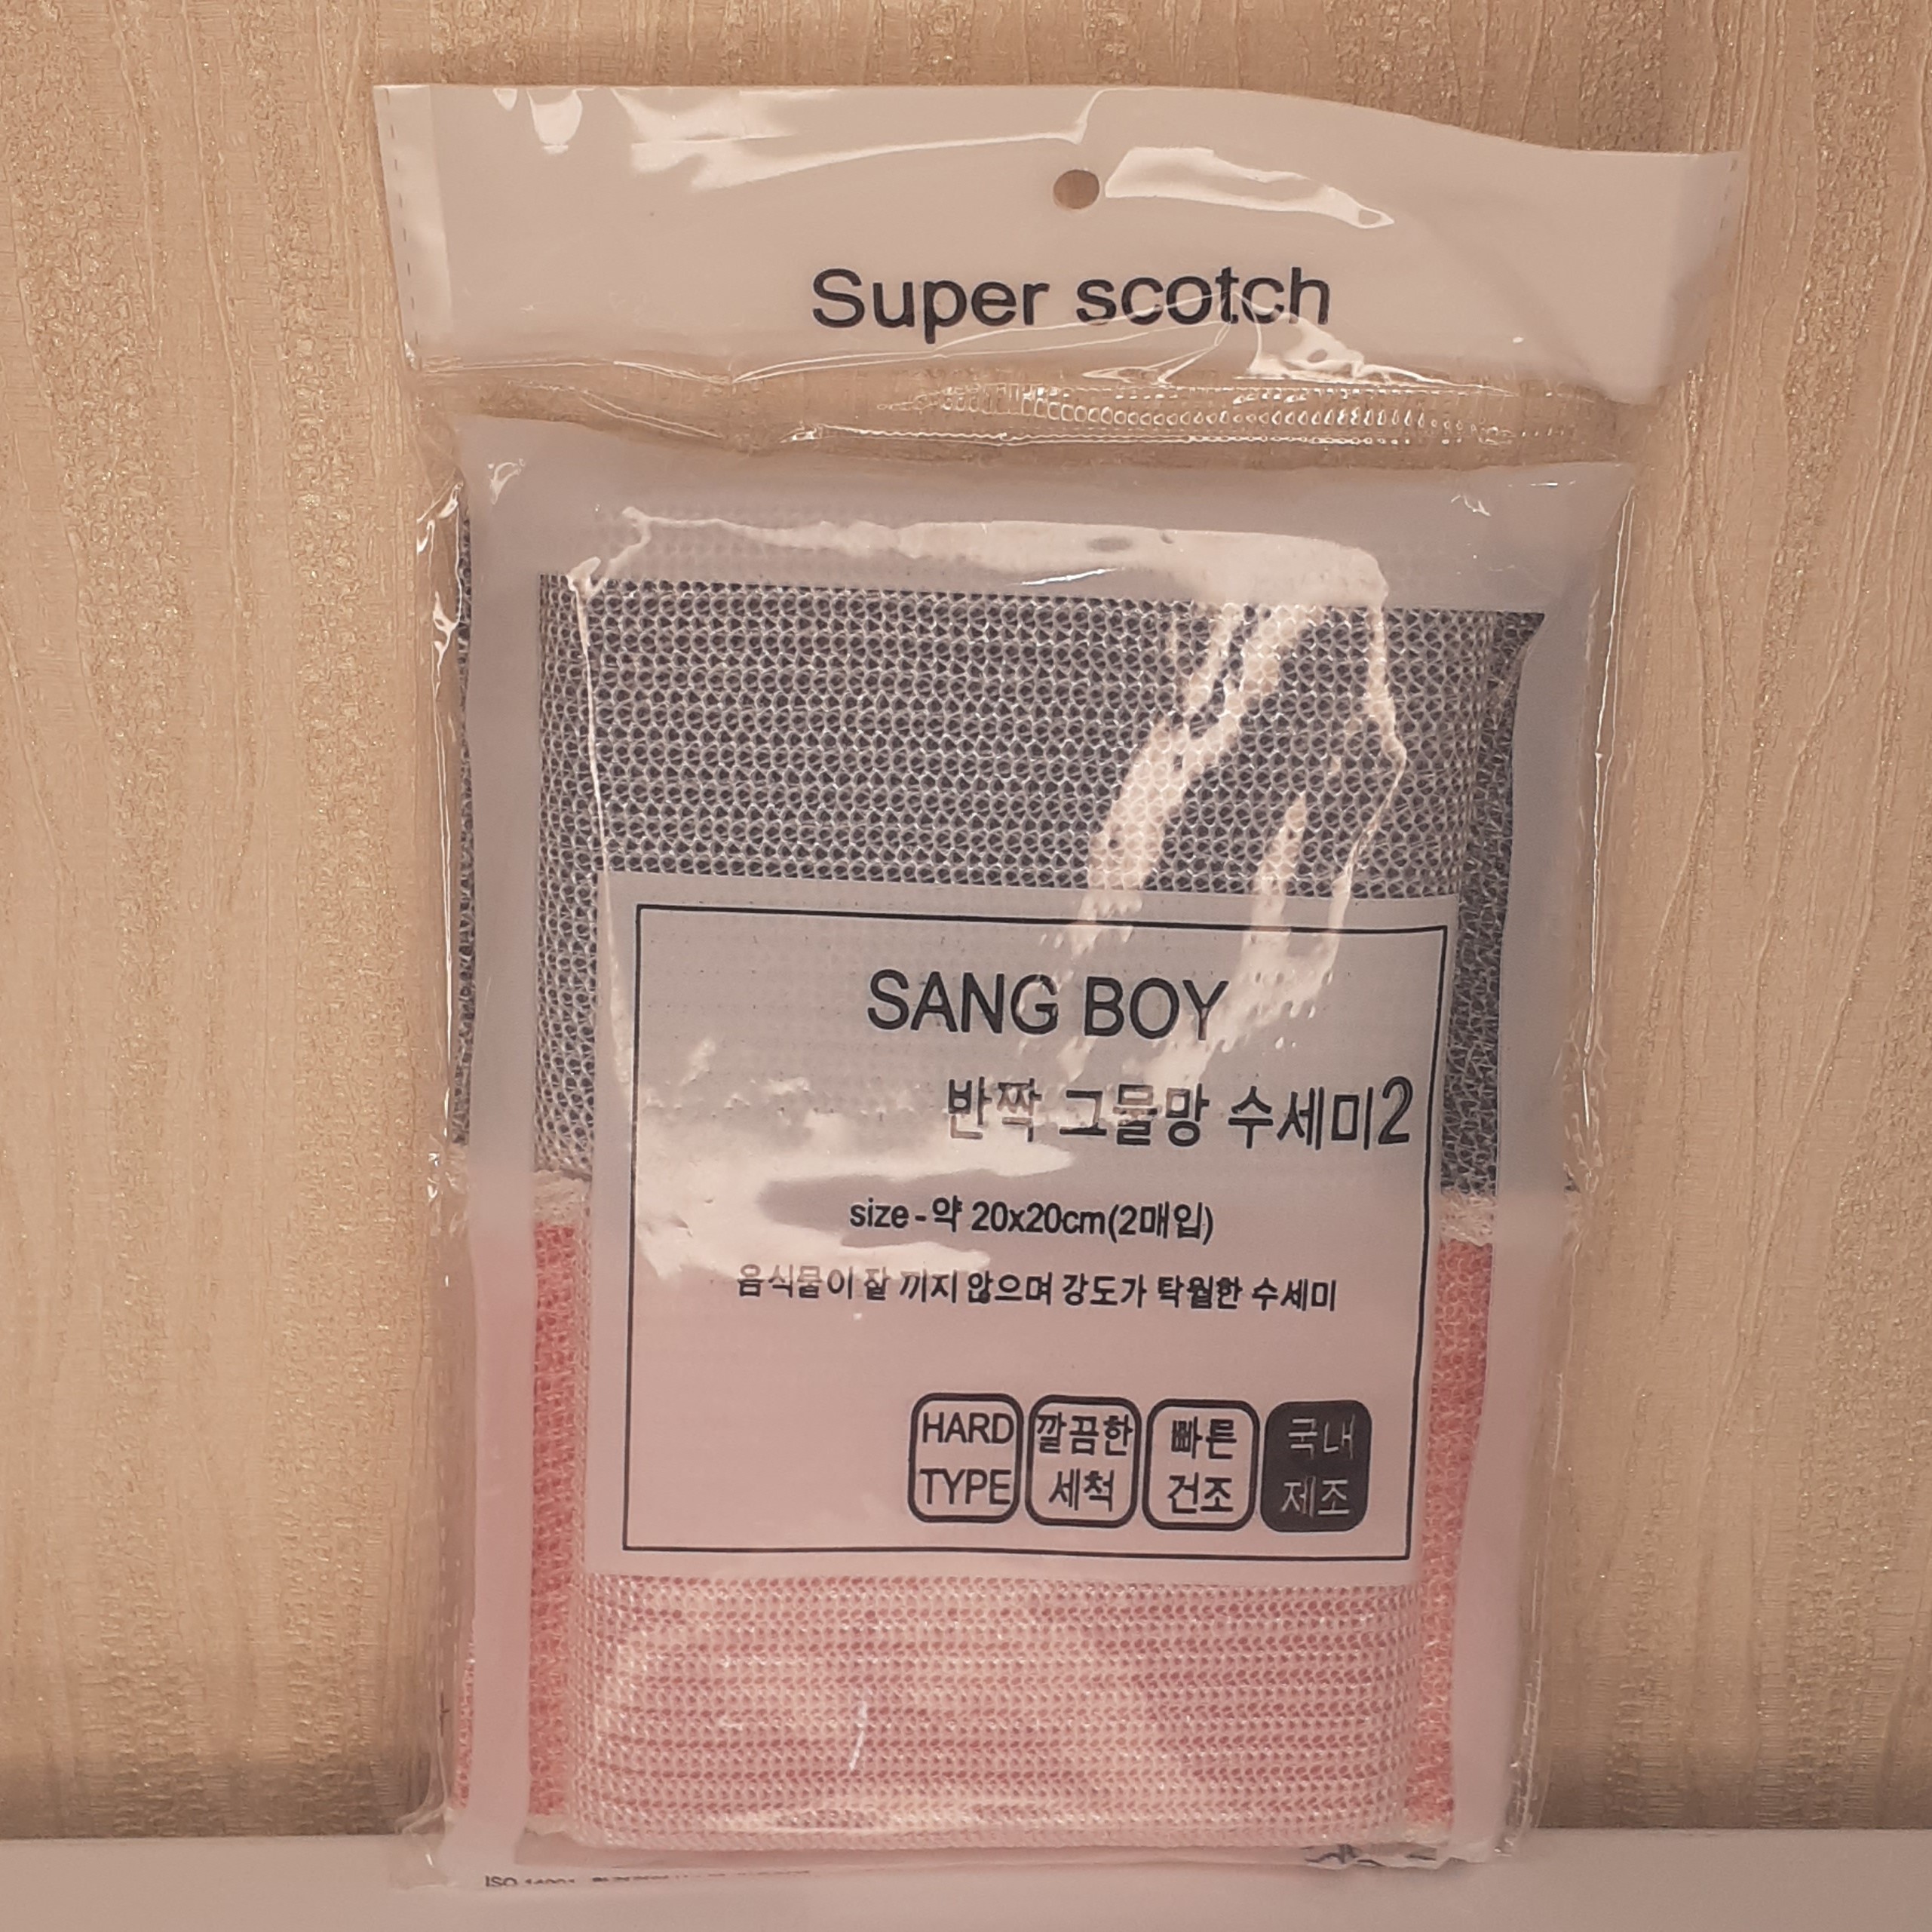 Super scotch
SANG BOY
반짝 그물망 수세미2
size - 약 20x20cm(2매입)
음식물이 잘 끼지 않으며 강도가 탁월한 수세미
HARD
TYPE
깔끔한
세척
빠른
건조
국내
제조
ISO 14001